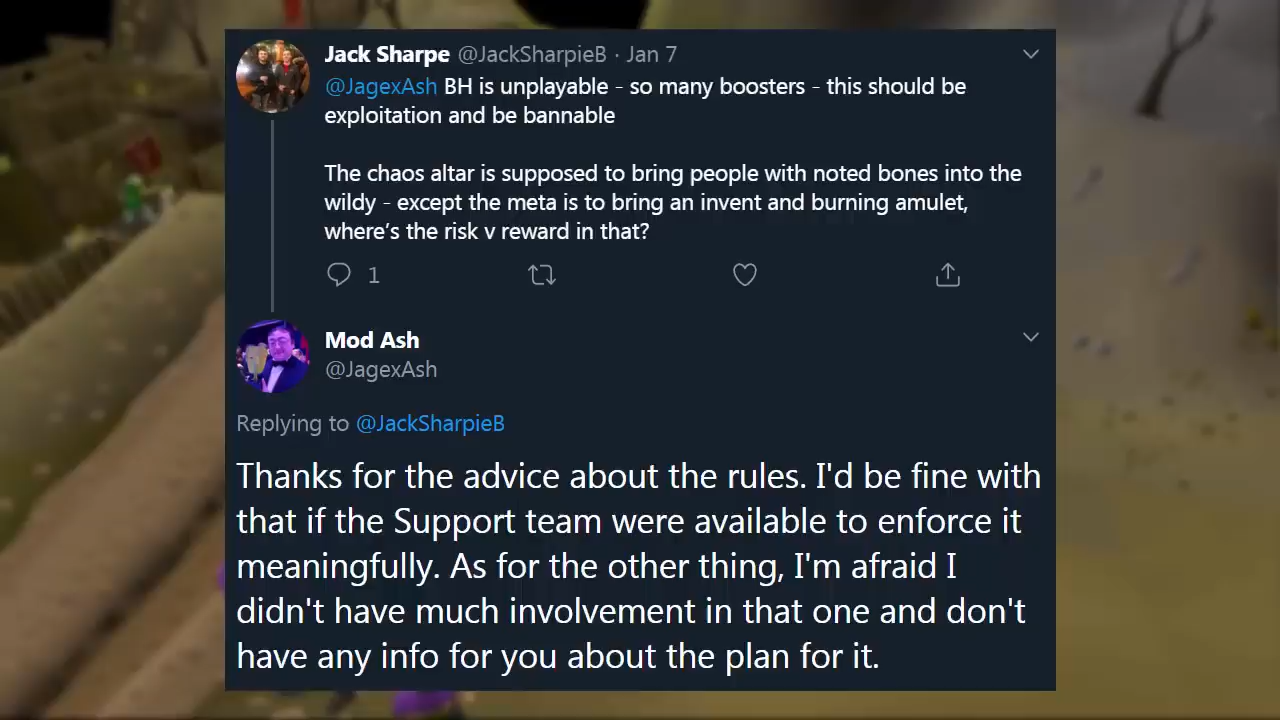 Jack Sharpe @JackSharpieB · Jan 7
@JagexAsh BH is unplayable - so many boosters - this should be
exploitation and be bannable
The chaos altar is supposed to bring people with noted bones into the
wildy - except the meta is to bring an invent and burning amulet,
where's the risk v reward in that?
1
Mod Ash
@JagexAsh
Replying to @JackSharpieB
Thanks for the advice about the rules. I'd be fine with
that if the Support team were available to enforce it
meaningfully. As for the other thing, I'm afraid I
didn't have much involvement in that one and don't
have any info for you about the plan for it.